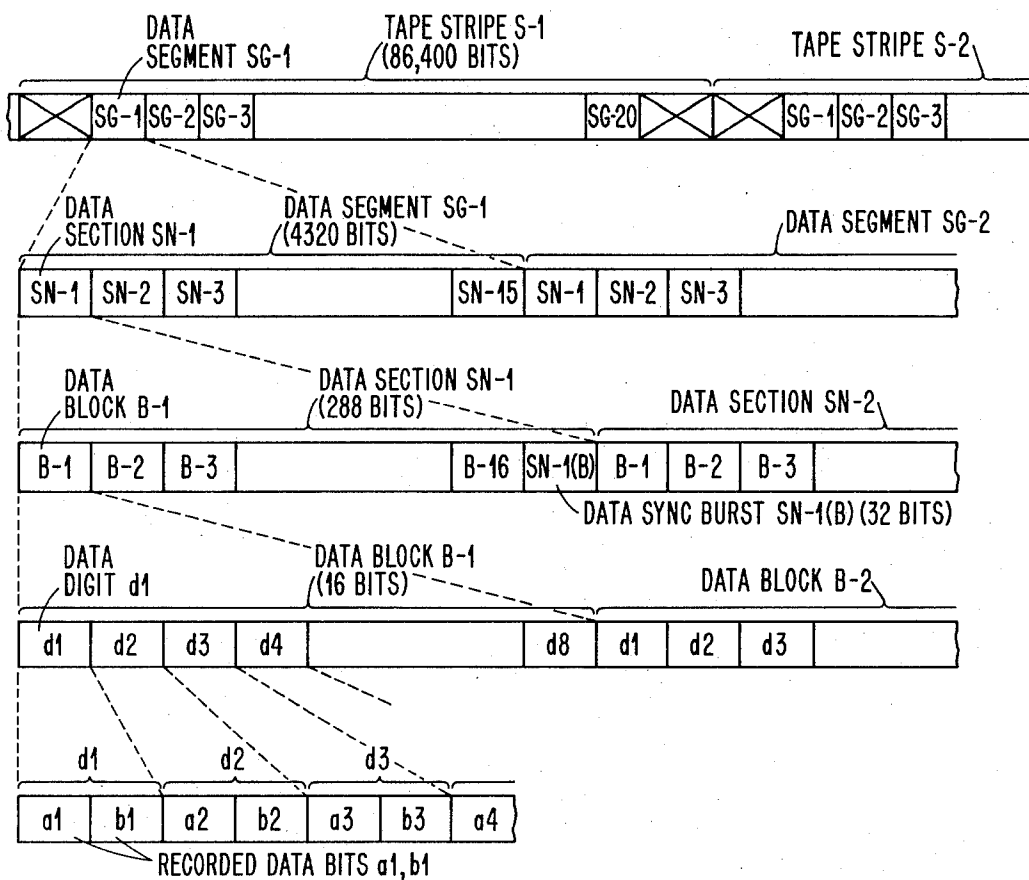 DATA
SEGMENT SG-1
TAPE STRIPE S-1
(86,400 BITS)
TAPE STRIPE S-2
SG-1 SG-2 SG-3 SG-20 SG-1 SG-2 SG-3
DATA
SECTION SN-1
DATA SEGMENT SG-1
(4320 BITS)
DATA SEGMENT SG-2
SN-1 SN-2 SN-3 SN-15 SN-1 SN-2 SN-3
DATA
BLOCK B-1
DATA SECTION SN-1
(288 BITS)
DATA SECTION SN-2
B-1 B-2 B-3 B-16 SN-1(B) B-1 B-2 B-3
DATA SYNC BURST SN-1(B) (32 BITS)
DATA
DIGIT d1
DATA BLOCK B-1
(16 BITS)
DATA BLOCK B-2
d1 d2 d3 d4 d8 d1 d2 d3
d1 d2 d3
a1 b1 a2 b2 a3 b3 a4
RECORDED DATA BITS a1,b1